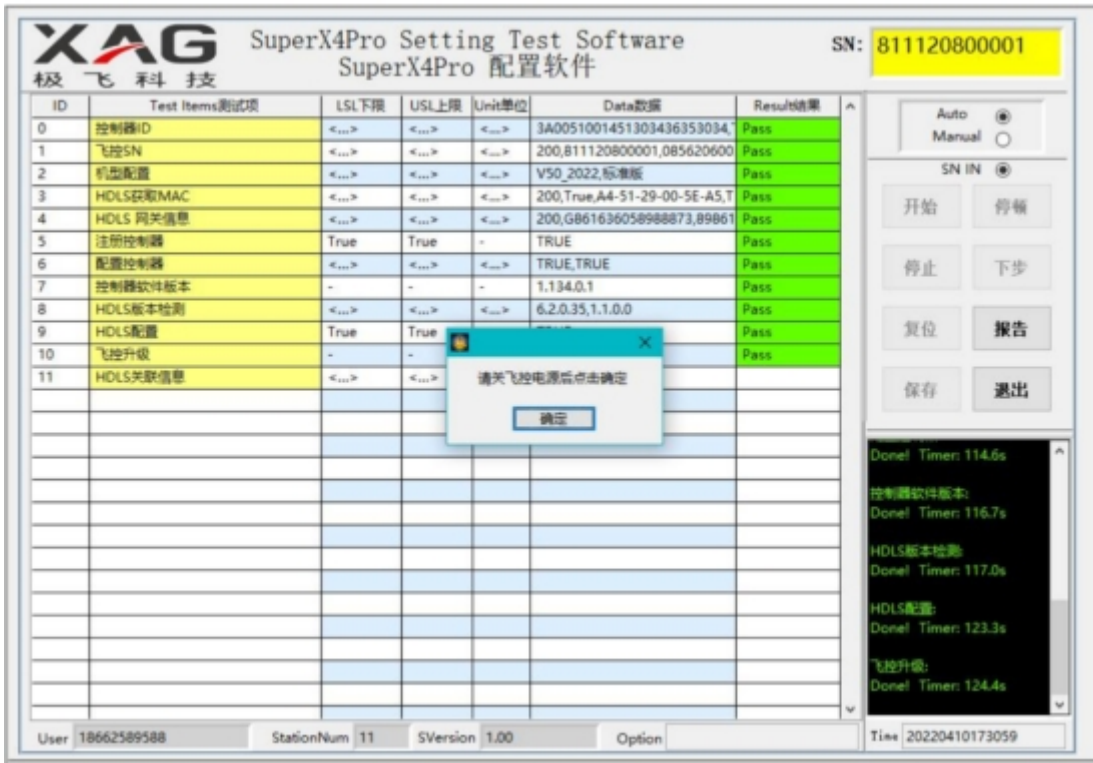 XAG
极飞科技
SuperX4Pro Setting Test Software
SuperX4Pro 配置软件
SN: 811120800001
ID Test Items测试项 LSL下限 USL上限 Unit单位 Data数据 Result结果
0 控制器ID <...> <...> <...> 3A0051001451303436353034, Pass
1 飞控SN <...> <...> <...> 200,811120800001,085620600 Pass
2 机型配置 <...> <...> <...> V50_2022,标准版 Pass
3 HDLS获取MAC <...> <...> <...> 200,True,A4-51-29-00-5E-A5,T Pass
4 HDLS 网关信息 <...> <...> <...> 200,G861636058988873,89861 Pass
5 注册控制器 True True - TRUE Pass
6 配置控制器 <...> <...> <...> TRUE,TRUE Pass
7 控制器软件版本 - - - 1.134.0.1 Pass
8 HDLS版本检测 <...> <...> <...> 6.2.0.35,1.1.0.0 Pass
9 HDLS配置 True True Pass
10 飞控升级 - - Pass
11 HDLS关联信息 <...> <...>
请关飞控电源后点击确定
确定
Auto
Manual
SN IN
开始 停顿
停止 下步
复位 报告
保存 退出
Done! Timer: 114.6s
控制器软件版本:
Done! Timer: 116.7s
HDLS版本检测:
Done! Timer: 117.0s
HDLS配置:
Done! Timer: 123.3s
飞控升级:
Done! Timer: 124.4s
User 18662589588 StationNum 11 SVersion 1.00 Option Time 20220410173059